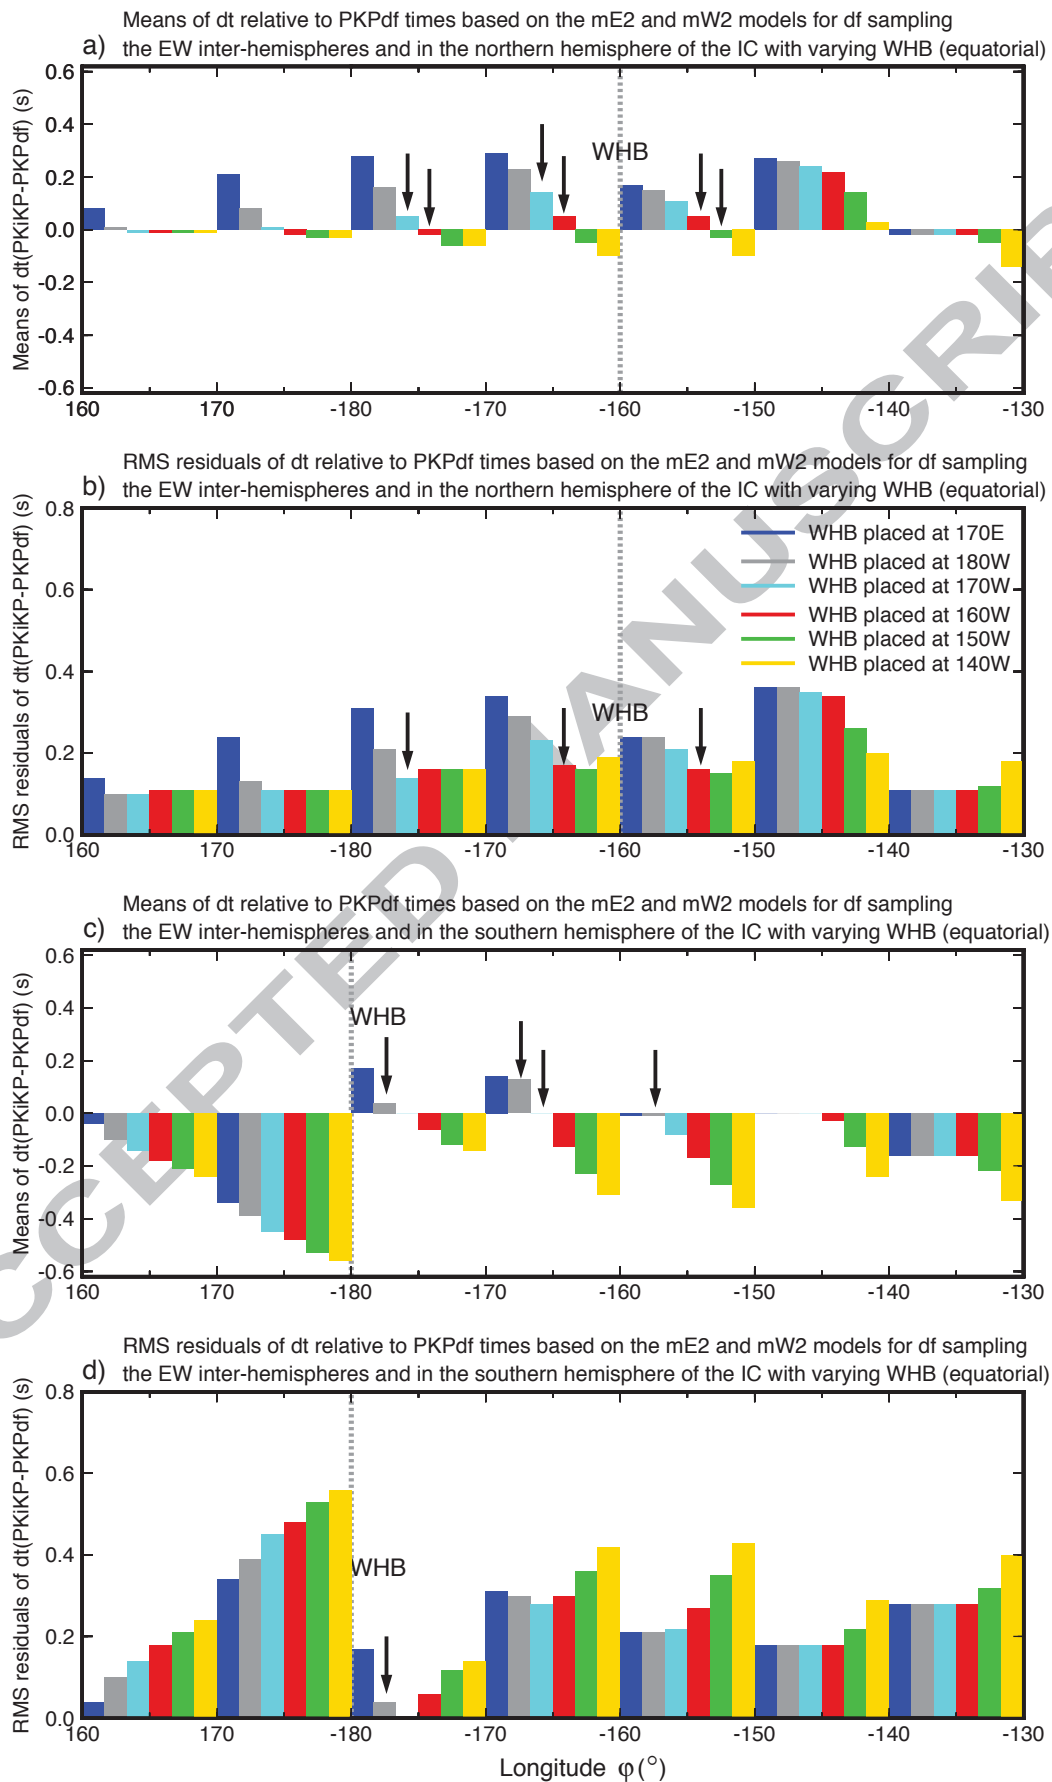 Means of dt relative to PKPdf times based on the mE2 and mW2 models for df sampling
a) the EW inter-hemispheres and in the northern hemisphere of the IC with varying WHB (equatorial)
Means of dt(PKiKP-PKPdf) (s)
0.6
0.4
0.2
0.0
-0.2
-0.4
-0.6
WHB
160 170 -180 -170 -160 -150 -140 -130
RMS residuals of dt relative to PKPdf times based on the mE2 and mW2 models for df sampling
b) the EW inter-hemispheres and in the northern hemisphere of the IC with varying WHB (equatorial)
RMS residuals of dt(PKiKP-PKPdf) (s)
0.8
0.6
0.4
0.2
0.0
WHB placed at 170E
WHB placed at 180W
WHB placed at 170W
WHB placed at 160W
WHB placed at 150W
WHB placed at 140W
WHB
160 170 -180 -170 -160 -150 -140 -130
Means of dt relative to PKPdf times based on the mE2 and mW2 models for df sampling
c) the EW inter-hemispheres and in the southern hemisphere of the IC with varying WHB (equatorial)
Means of dt(PKiKP-PKPdf) (s)
0.6
0.4
0.2
0.0
-0.2
-0.4
-0.6
WHB
160 170 -180 -170 -160 -150 -140 -130
RMS residuals of dt relative to PKPdf times based on the mE2 and mW2 models for df sampling
d) the EW inter-hemispheres and in the southern hemisphere of the IC with varying WHB (equatorial)
RMS residuals of dt(PKiKP-PKPdf) (s)
0.8
0.6
0.4
0.2
0.0
WHB
160 170 -180 -170 -160 -150 -140 -130
Longitude φ(°)